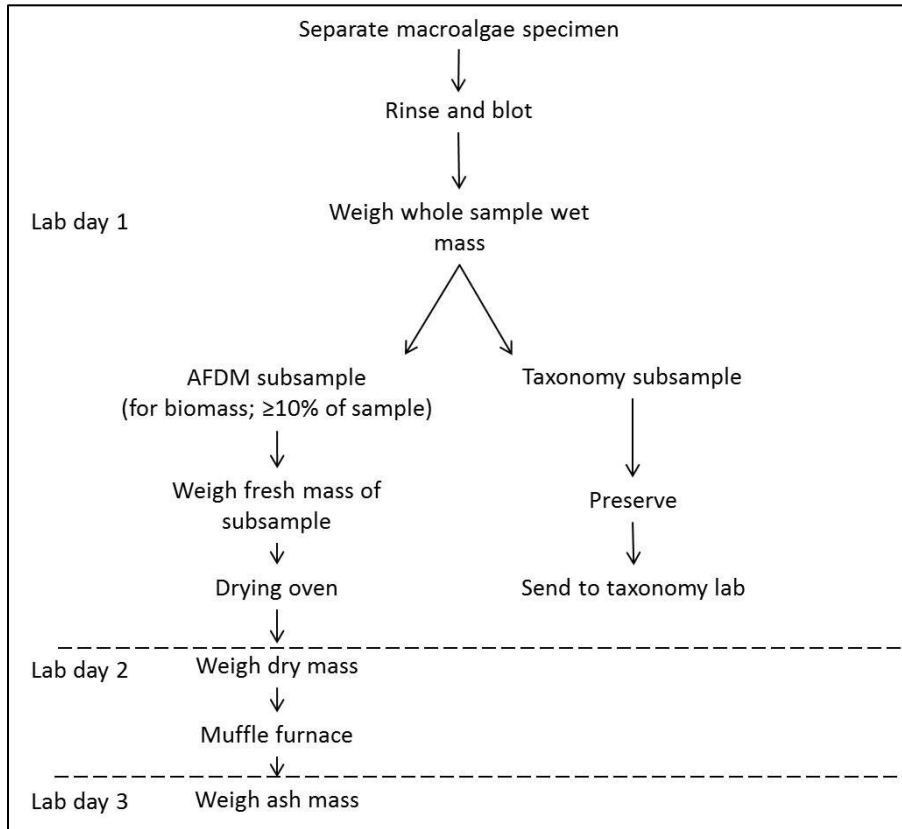 Separate macroalgae specimen
Rinse and blot
Lab day 1
Weigh whole sample wet
mass
AFDM subsample
(for biomass; ≥10% of sample)
Taxonomy subsample
Weigh fresh mass of
subsample
Preserve
Drying oven
Send to taxonomy lab
Lab day 2
Weigh dry mass
Muffle furnace
Lab day 3
Weigh ash mass